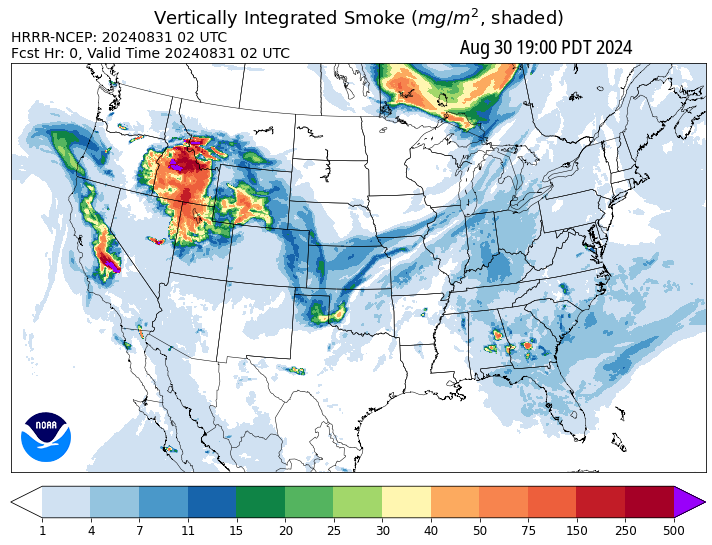 Vertically Integrated Smoke (mg/m², shaded)
HRRR-NCEP: 20240831 02 UTC
Fcst Hr: 0, Valid Time 20240831 02 UTC
Aug 30 19:00 PDT 2024
NOAA
1 4 7 11 15 20 25 30 40 50 75 150 250 500